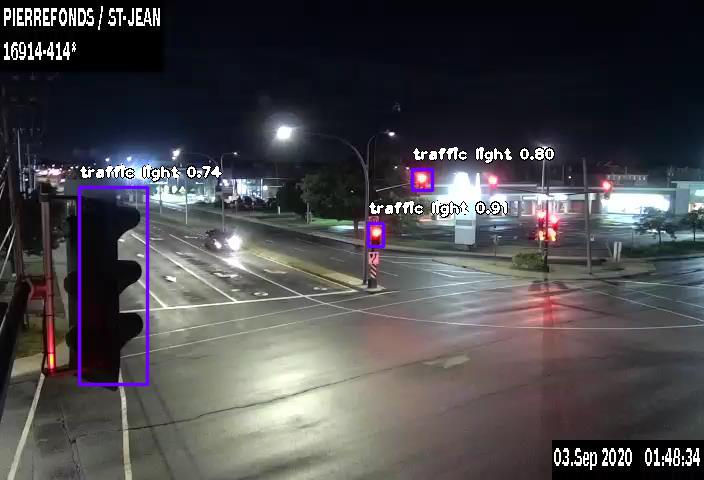 PIERREFONDS / ST-JEAN
16914-414*
traffic light 0.80
traffic light 0.74
traffic light 0.91
03.Sep 2020 01:48:34